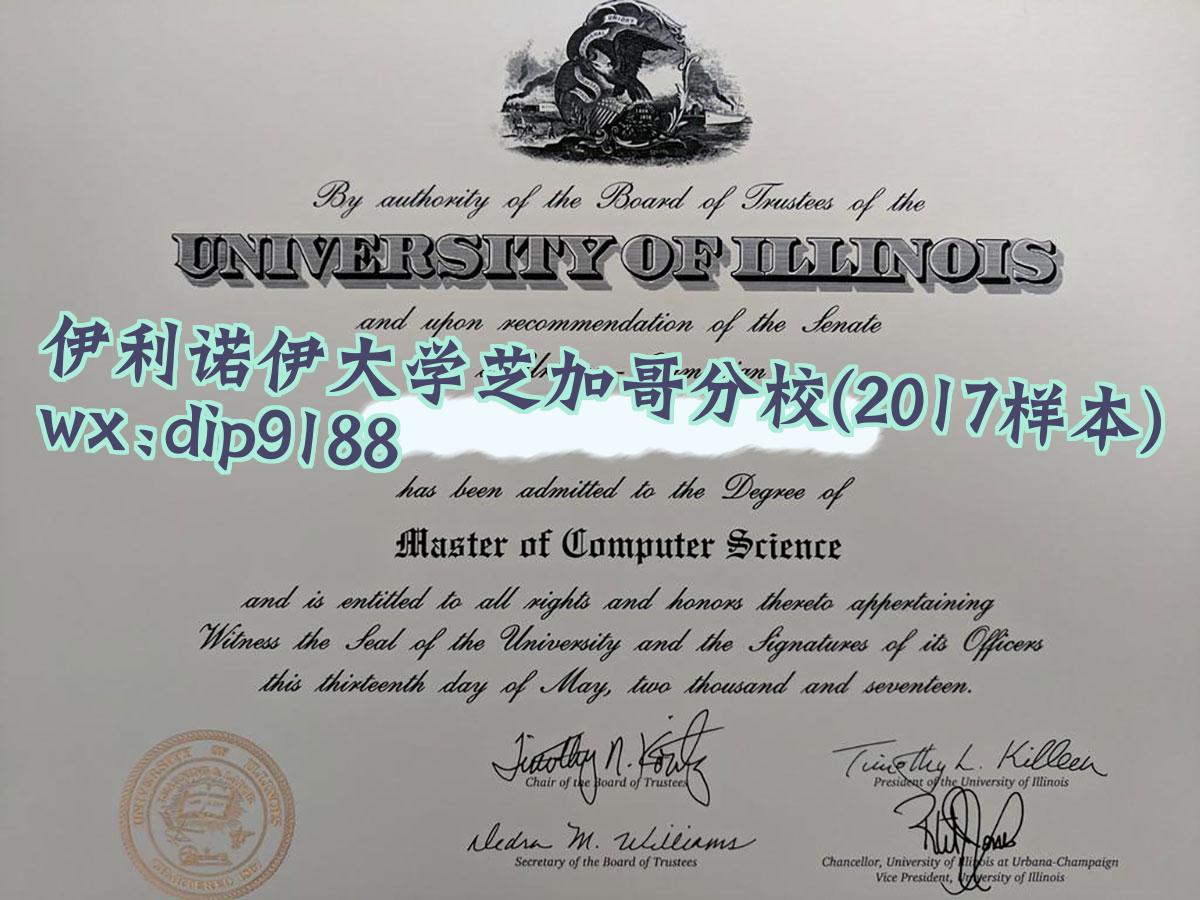 By authority of the Board of Trustees of the
UNIVERSITY OF ILLINOIS
and upon recommendation of the Senate
伊利诺伊大学芝加哥分校(2017样本)
wx:dip9188
has been admitted to the Degree of
Master of Computer Science
and is entitled to all rights and honors thereto appertaining
Witness the Seal of the University and the Signatures of its Officers
this thirteenth day of May, two thousand and seventeen.
Timothy L. Killeen
Chair of the Board of Trustees
President of the University of Illinois
Dedra M. Williams
Secretary of the Board of Trustees
Chancellor, University of Illinois at Urbana-Champaign
Vice President, University of Illinois
UNIVERSITY OF ILLINOIS